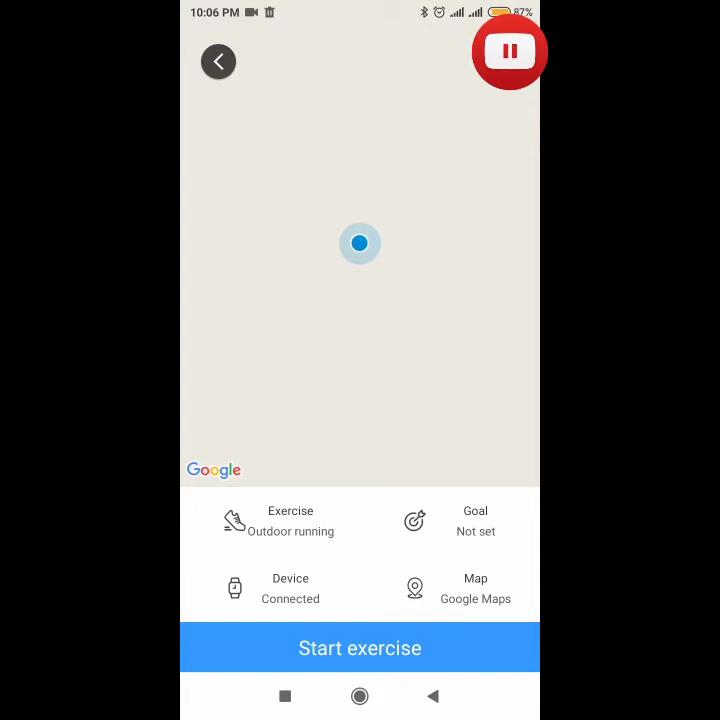 10:06 PM
87%
Google
Exercise
Outdoor running
Goal
Not set
Device
Connected
Map
Google Maps
Start exercise